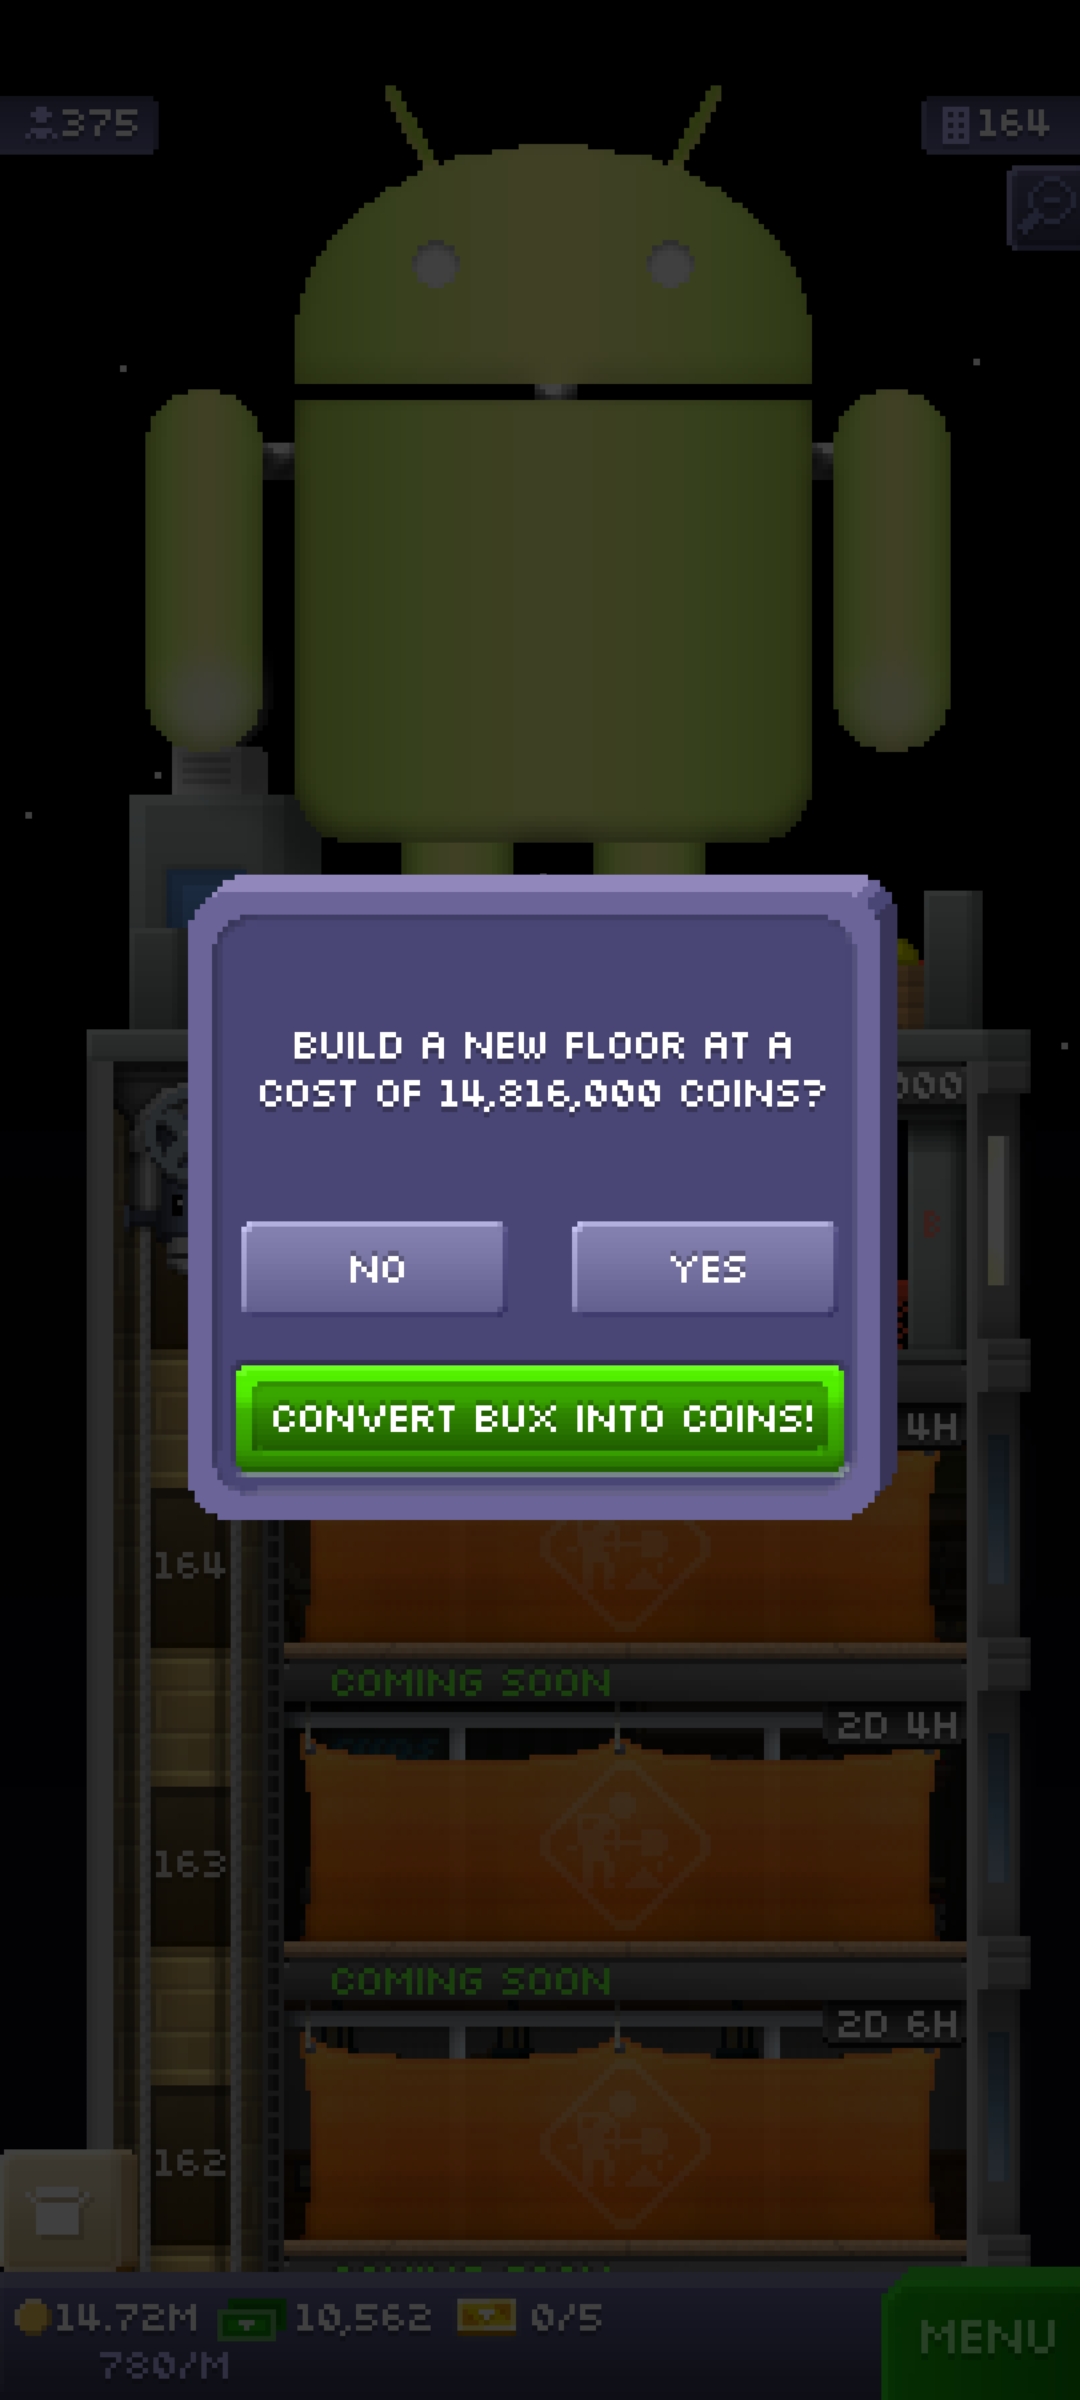 375
164
BUILD A NEW FLOOR AT A
COST OF 14,816,000 COINS?
NO
YES
CONVERT BUX INTO COINS!
4H
164
COMING SOON
2D 4H
163
COMING SOON
2D 6H
162
14.72M
10,562
0/5
780/M
MENU